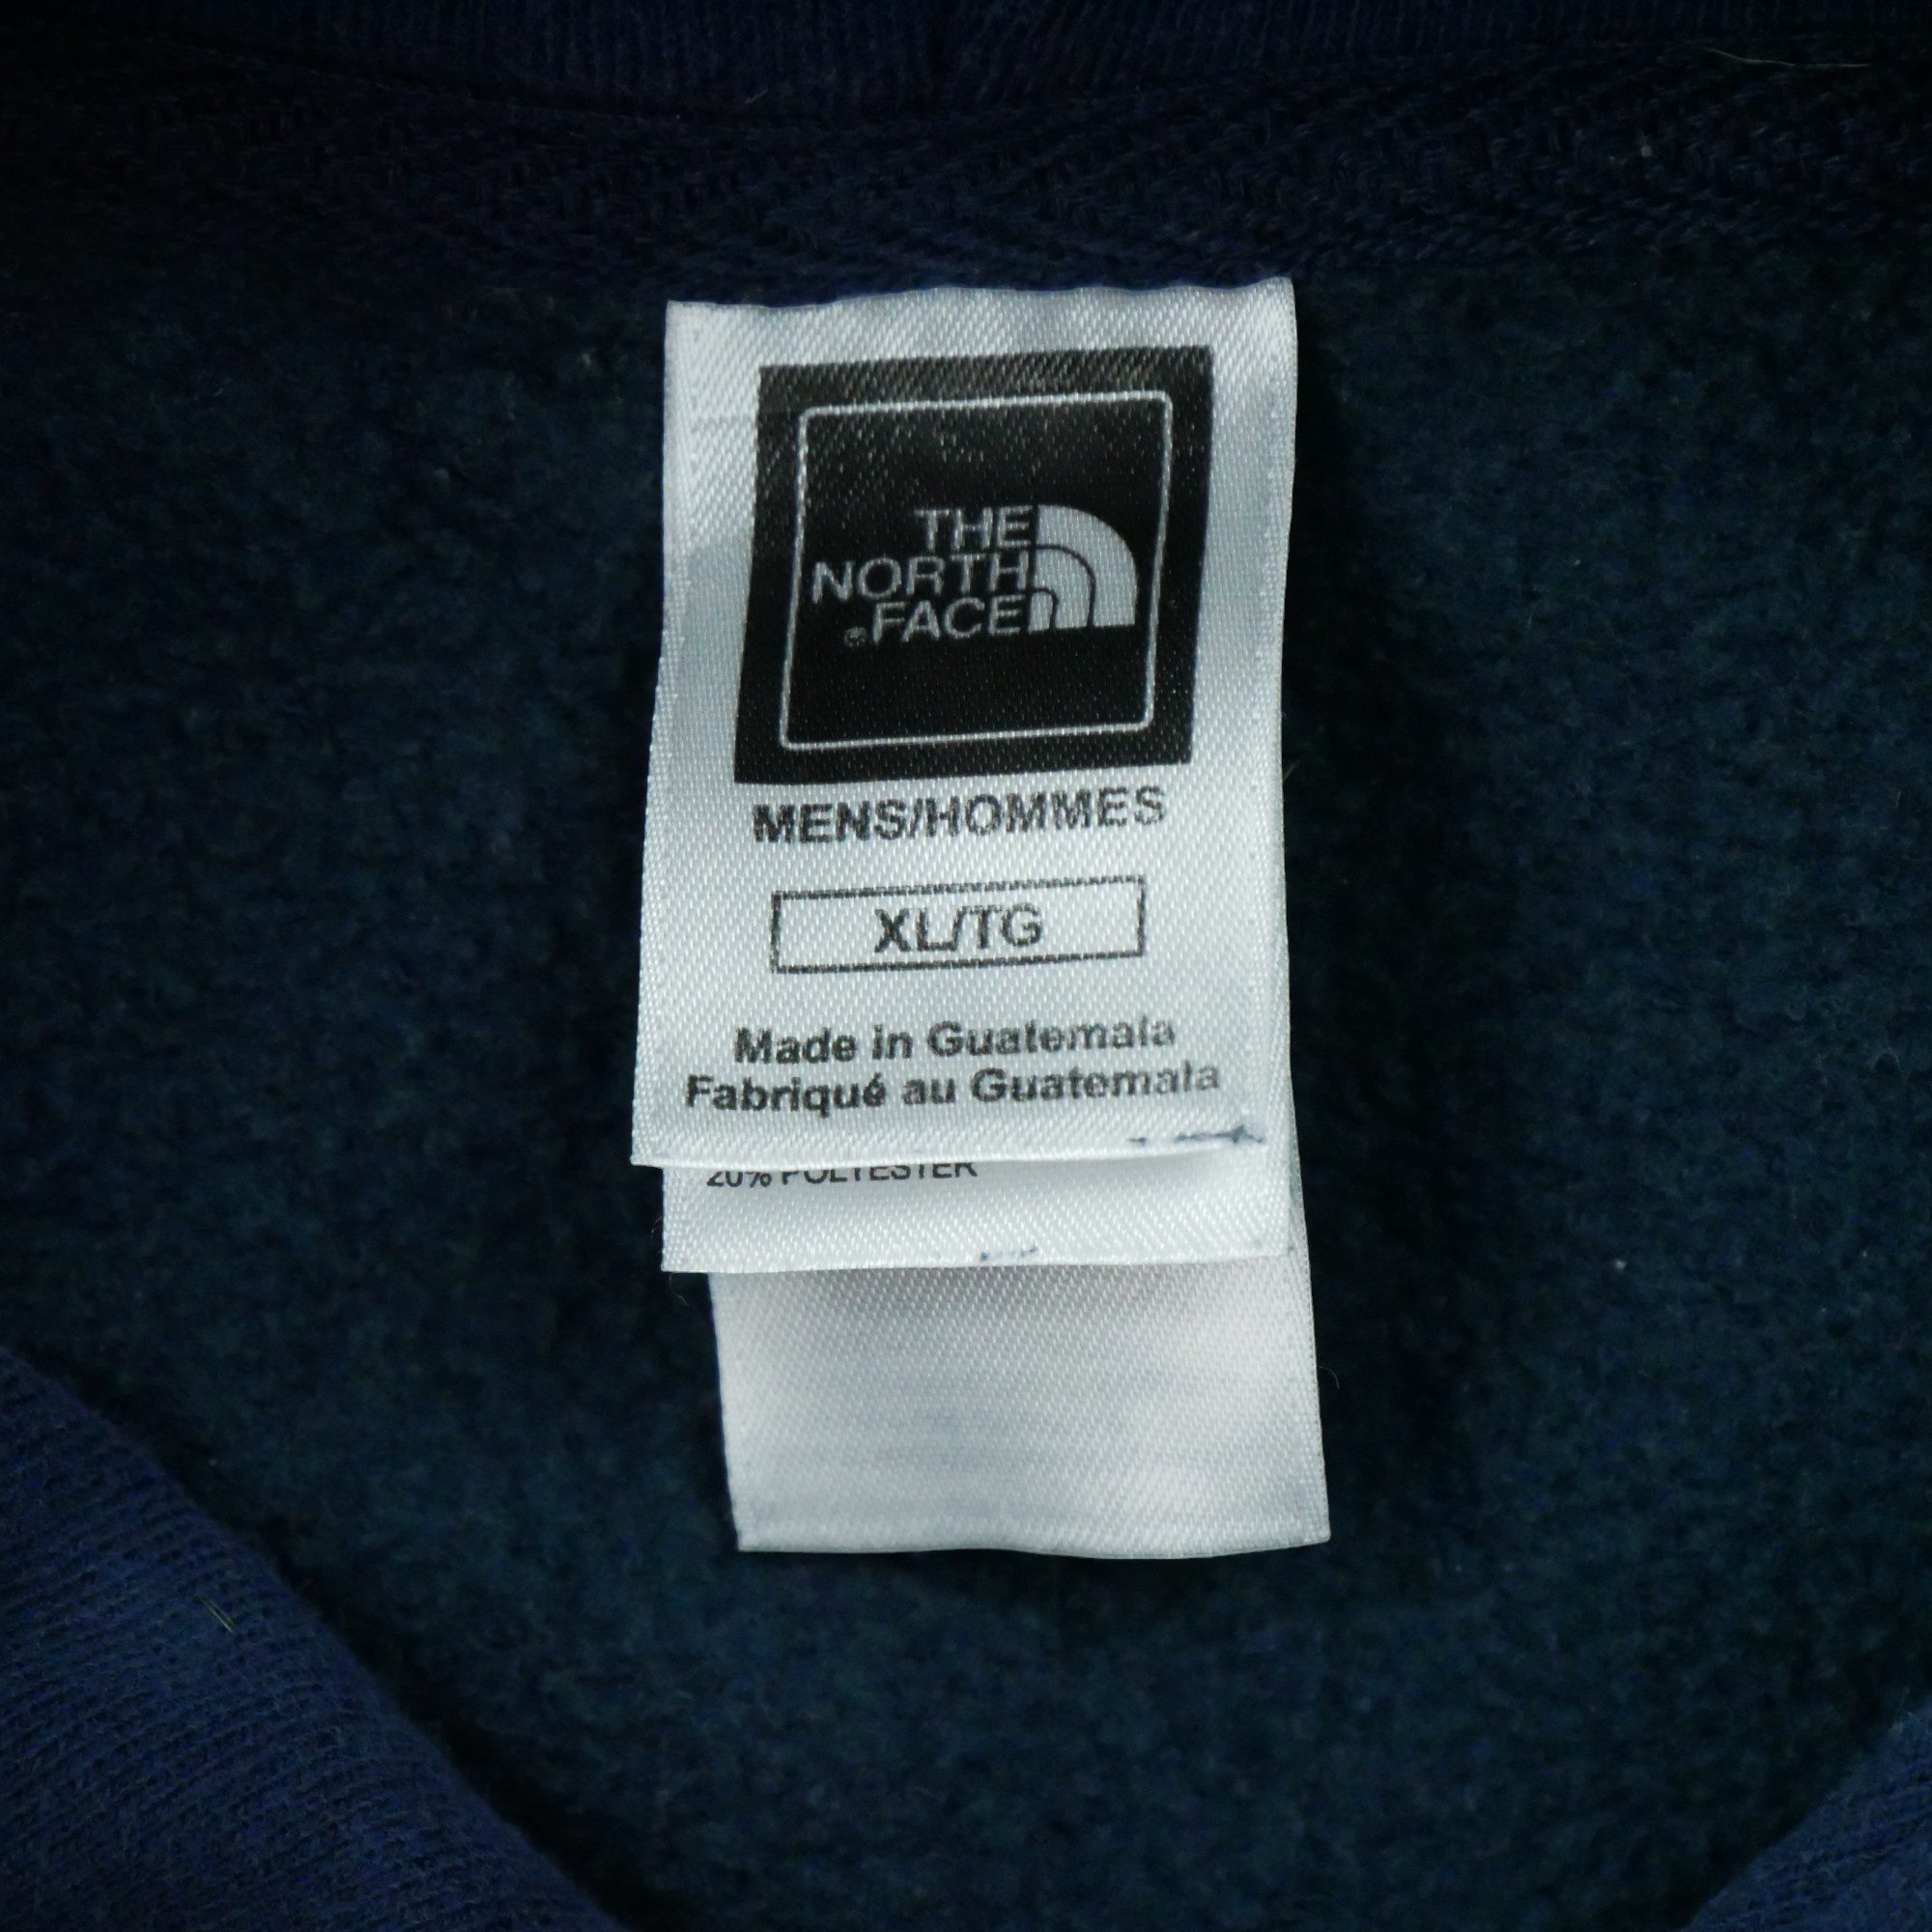 THE
NORTH
FACE
MENS/HOMMES
XL/TG
Made in Guatemala
Fabriqué au Guatemala
20% POLYESTER